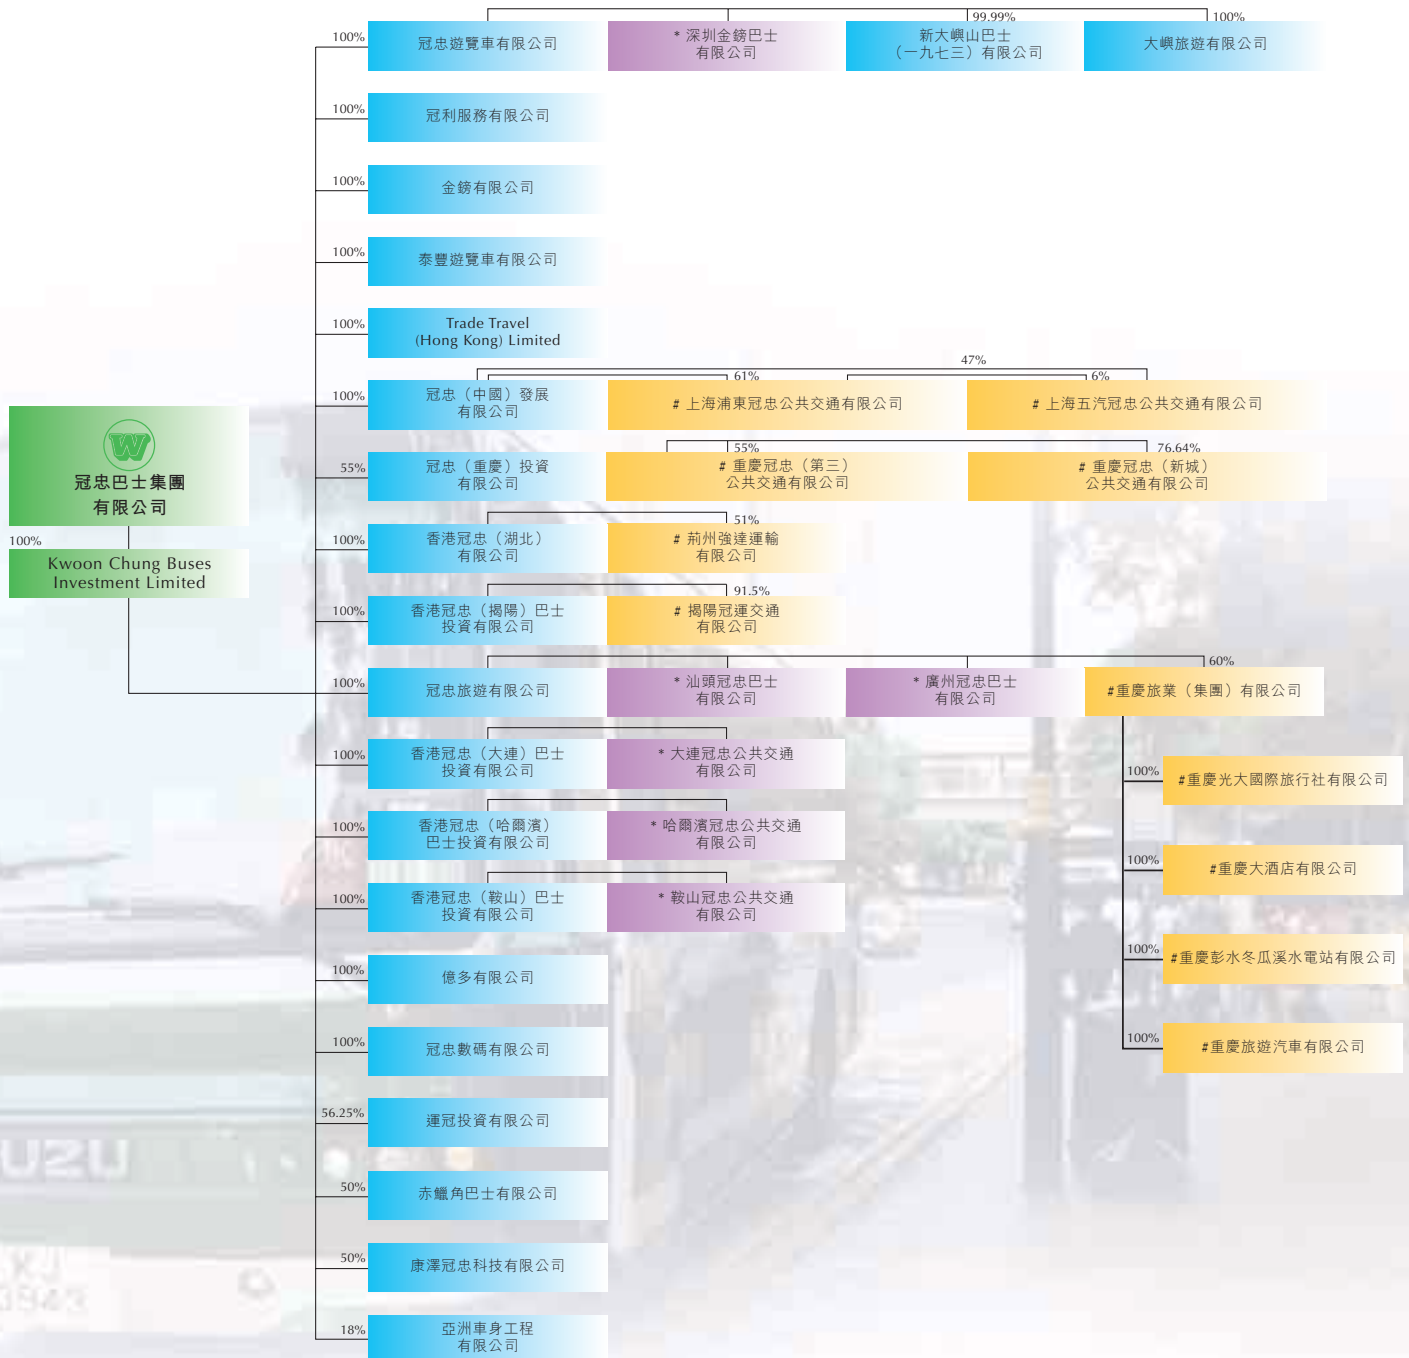 99.99%
100%
100%
冠忠遊覽車有限公司
* 深圳金鎊巴士
有限公司
新大嶼山巴士
（一九七三）有限公司
大嶼旅遊有限公司
100%
冠利服務有限公司
100%
金鎊有限公司
100%
泰豐遊覽車有限公司
100%
Trade Travel
(Hong Kong) Limited
47%
61%
6%
100%
冠忠（中國）發展
有限公司
# 上海浦東冠忠公共交通有限公司
# 上海五汽冠忠公共交通有限公司
W
冠忠巴士集團
有限公司
100%
Kwoon Chung Buses
Investment Limited
55%
76.64%
55%
冠忠（重慶）投資
有限公司
# 重慶冠忠（第三）
公共交通有限公司
# 重慶冠忠（新城）
公共交通有限公司
51%
100%
香港冠忠（湖北）
有限公司
# 荊州強達運輸
有限公司
91.5%
100%
香港冠忠（揭陽）巴士
投資有限公司
# 揭陽冠運交通
有限公司
60%
100%
冠忠旅遊有限公司
* 汕頭冠忠巴士
有限公司
* 廣州冠忠巴士
有限公司
#重慶旅業（集團）有限公司
100%
香港冠忠（大連）巴士
投資有限公司
* 大連冠忠公共交通
有限公司
100%
#重慶光大國際旅行社有限公司
100%
香港冠忠（哈爾濱）
巴士投資有限公司
* 哈爾濱冠忠公共交通
有限公司
100%
#重慶大酒店有限公司
100%
香港冠忠（鞍山）巴士
投資有限公司
* 鞍山冠忠公共交通
有限公司
100%
#重慶彭水冬瓜溪水電站有限公司
100%
億多有限公司
100%
#重慶旅遊汽車有限公司
100%
冠忠數碼有限公司
56.25%
運冠投資有限公司
50%
赤鱲角巴士有限公司
50%
康澤冠忠科技有限公司
18%
亞洲車身工程
有限公司